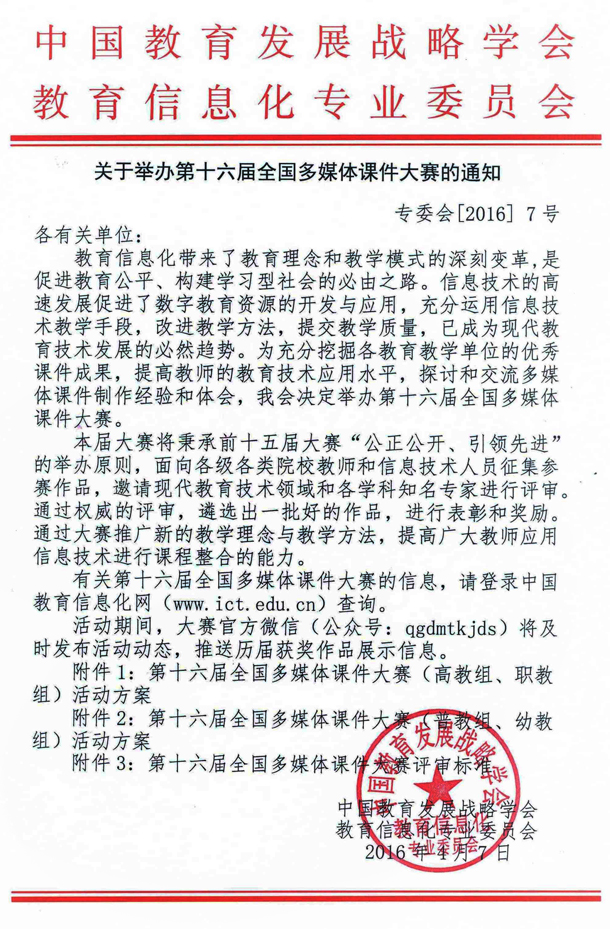 中国教育发展战略学会
教育信息化专业委员会
关于举办第十六届全国多媒体课件大赛的通知
专委会[2016] 7 号
各有关单位：
教育信息化带来了教育理念和教学模式的深刻变革,是
促进教育公平、构建学习型社会的必由之路。信息技术的高
速发展促进了数字教育资源的开发与应用，充分运用信息技
术教学手段，改进教学方法，提交教学质量，已成为现代教
育技术发展的必然趋势。为充分挖掘各教育教学单位的优秀
课件成果，提高教师的教育技术应用水平，探讨和交流多媒
体课件制作经验和体会，我会决定举办第十六届全国多媒体
课件大赛。
本届大赛将秉承前十五届大赛“公正公开、引领先进”
的举办原则，面向各级各类院校教师和信息技术人员征集参
赛作品，邀请现代教育技术领域和各学科知名专家进行评审。
通过权威的评审，遴选出一批好的作品，进行表彰和奖励。
通过大赛推广新的教学理念与教学方法，提高广大教师应用
信息技术进行课程整合的能力。
有关第十六届全国多媒体课件大赛的信息，请登录中国
教育信息化网（www.ict.edu.cn）查询。
活动期间，大赛官方微信（公众号：qgdmtkjds）将及
时发布活动动态，推送历届获奖作品展示信息。
附件 1：第十六届全国多媒体课件大赛（高教组、职教
组）活动方案
附件 2：第十六届全国多媒体课件大赛（普教组、幼教
组）活动方案
附件 3：第十六届全国多媒体课件大赛评审标准
中国教育发展战略学会
教育信息化专业委员会
2016 年 4 月 7 日
中国教育发展战略学会
教育信息化
专业委员会